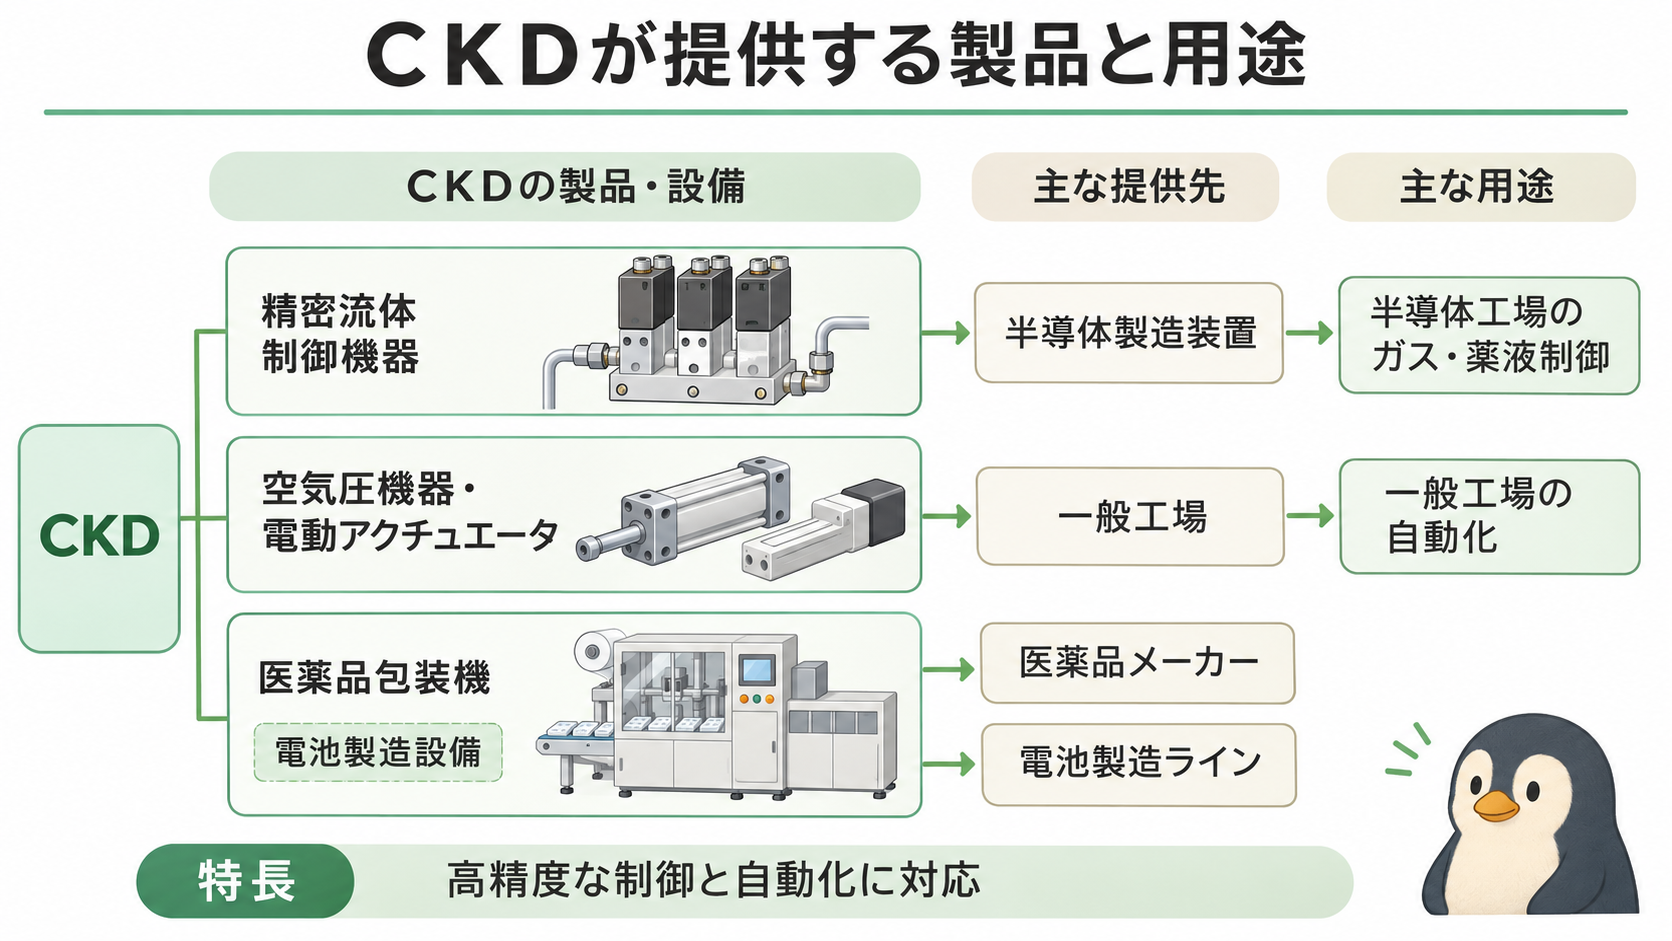 CKDが提供する製品と用途
CKDの製品・設備
主な提供先
主な用途
CKD
精密流体
制御機器
半導体製造装置
半導体工場の
ガス・薬液制御
空気圧機器・
電動アクチュエータ
一般工場
一般工場の
自動化
医薬品包装機
電池製造設備
医薬品メーカー
電池製造ライン
特長
高精度な制御と自動化に対応